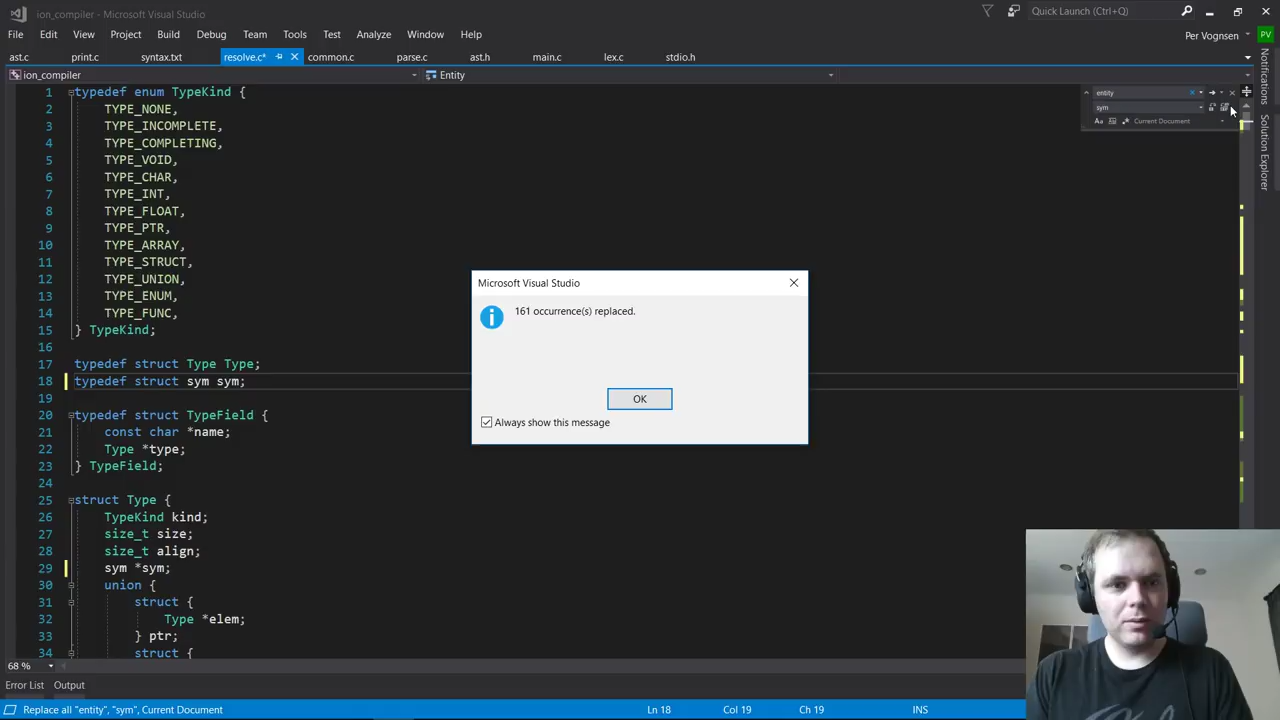 ion_compiler - Microsoft Visual Studio
Quick Launch (Ctrl+Q)
File Edit View Project Build Debug Team Tools Test Analyze Window Help
Per Vognsen
PV
ast.c print.c syntax.txt resolve.c* common.c parse.c ast.h main.c lex.c stdio.h
ion_compiler
Entity
entity
sym
Current Document
Notifications
Solution Explorer
1 typedef enum TypeKind {
2 TYPE_NONE,
3 TYPE_INCOMPLETE,
4 TYPE_COMPLETING,
5 TYPE_VOID,
6 TYPE_CHAR,
7 TYPE_INT,
8 TYPE_FLOAT,
9 TYPE_PTR,
10 TYPE_ARRAY,
11 TYPE_STRUCT,
12 TYPE_UNION,
13 TYPE_ENUM,
14 TYPE_FUNC,
15 } TypeKind;
16
17 typedef struct Type Type;
18 typedef struct sym sym;
19
20 typedef struct TypeField {
21 const char *name;
22 Type *type;
23 } TypeField;
24
25 struct Type {
26 TypeKind kind;
27 size_t size;
28 size_t align;
29 sym *sym;
30 union {
31 struct {
32 Type *elem;
33 } ptr;
struct {
Microsoft Visual Studio
161 occurrence(s) replaced.
OK
Always show this message
68 %
Error List Output
Replace all "entity", "sym", Current Document
Ln 18 Col 19 Ch 19 INS